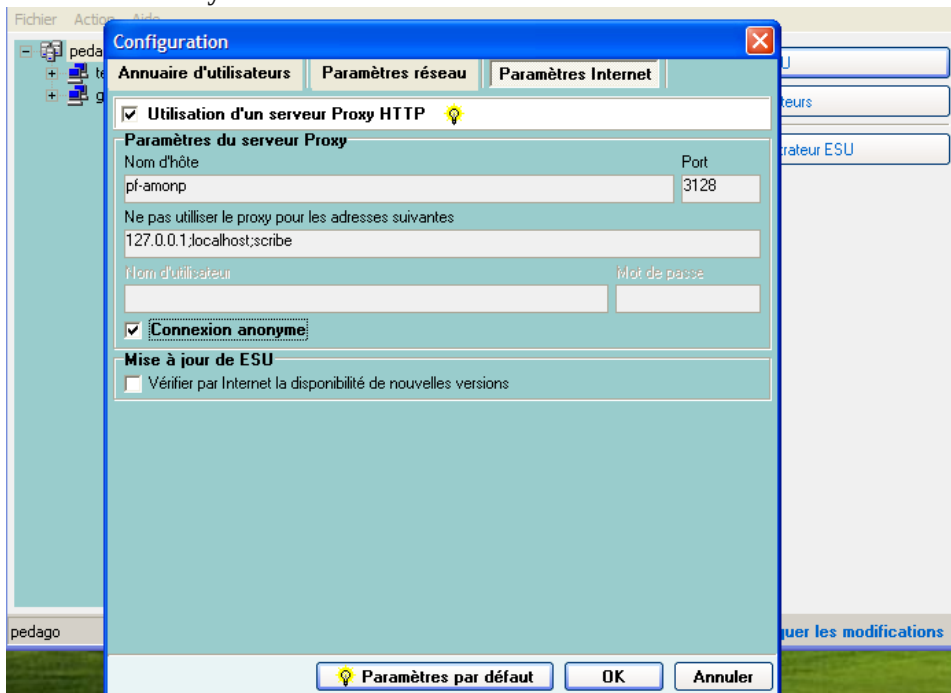 Fichier Action Aide
Configuration
peda
Annuaire d'utilisateurs Paramètres réseau Paramètres Internet
U
te
g
teurs
Utilisation d'un serveur Proxy HTTP
Paramètres du serveur Proxy
trateur ESU
Nom d'hôte Port
pf-amonp 3128
Ne pas utilliser le proxy pour les adresses suivantes
127.0.0.1;localhost;scribe
Nom d'utilisateur Mot de passe
Connexion anonyme
Mise à jour de ESU
Vérifier par Internet la disponibilité de nouvelles versions
pedago
quer les modifications
Paramètres par défaut OK Annuler